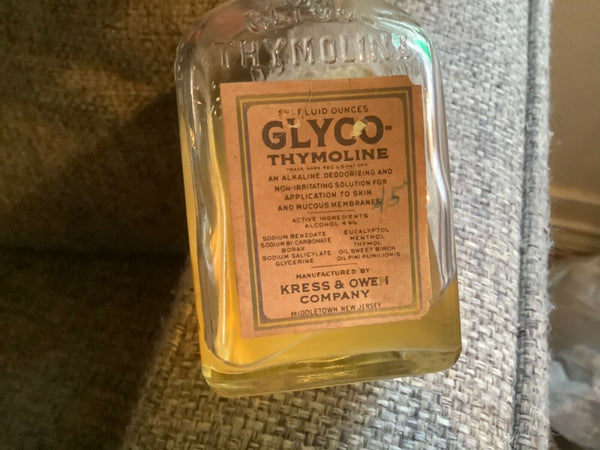 GLYCO
THYMOLINE
FLUID OUNCES
GLYCO-
THYMOLINE
TRADE MARK REG U.S. PAT. OFF
AN ALKALINE, DEODORIZING AND
NON-IRRITATING SOLUTION FOR
APPLICATION TO SKIN
AND MUCOUS MEMBRANES
45
ACTIVE INGREDIENTS
ALCOHOL 4%
SODIUM BENZOATE
SODIUM BI-CARBONATE
BORAX
SODIUM SALICYLATE
GLYCERINE
EUCALYPTOL
MENTHOL
THYMOL
OIL SWEET BIRCH
OIL PINI PUMILIONIS
MANUFACTURED BY
KRESS & OWEN
COMPANY
MIDDLETOWN NEW JERSEY